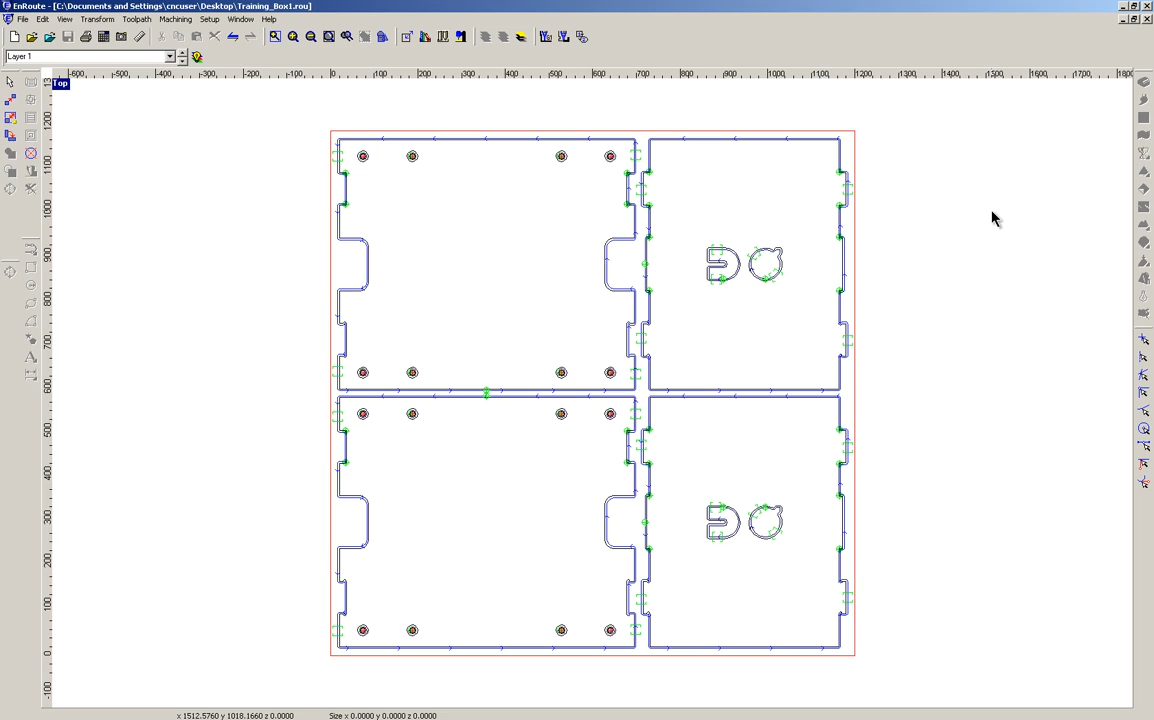 EnRoute - [C:\Documents and Settings\cncuser\Desktop\Training_Box1.rou]
File Edit View Transform Toolpath Machining Setup Window Help
Layer 1
-600 -500 -400 -300 -200 -100 0 100 200 300 400 500 600 700 800 900 1000 1100 1200 1300 1400 1500 1600 1700 1800
Top
1200
1100
1000
900
800
700
600
500
400
300
200
100
0
-100
x 1512.5760 y 1018.1660 z 0.0000 Size x 0.0000 y 0.0000 z 0.0000